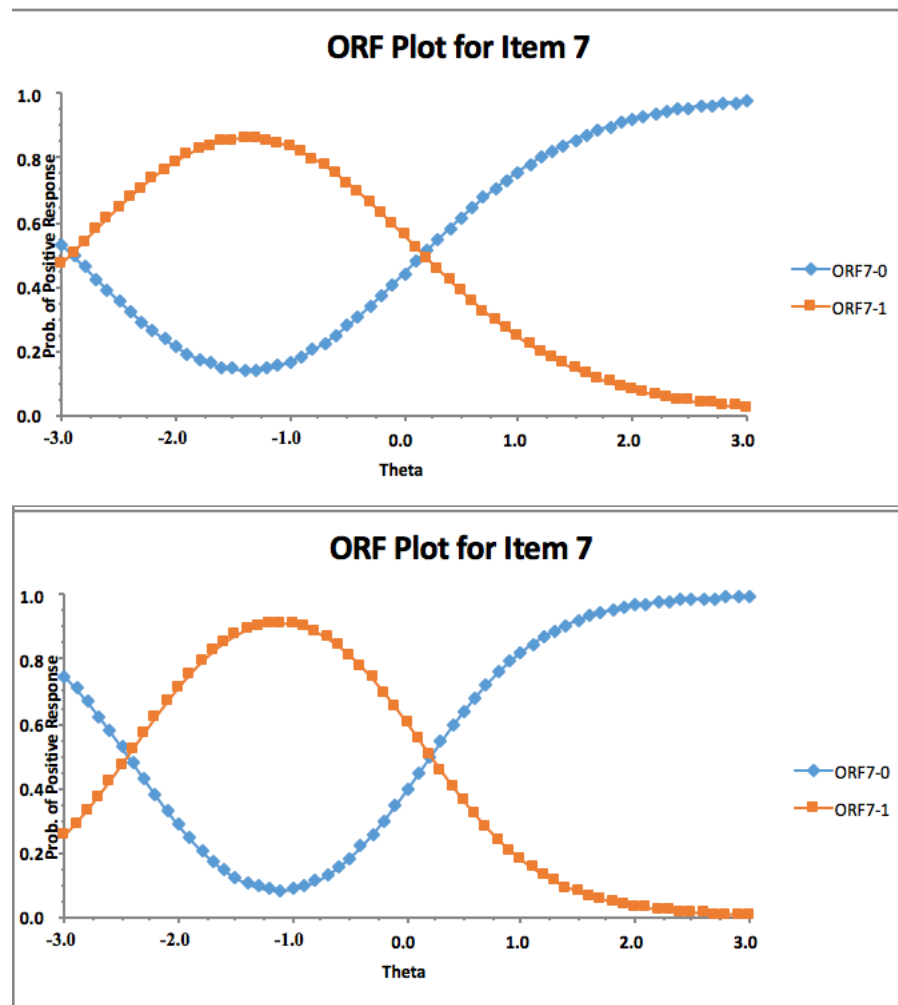 ORF Plot for Item 7
Prob. of Positive Response
1.0
0.8
0.6
0.4
0.2
0.0
-3.0 -2.0 -1.0 0.0 1.0 2.0 3.0
Theta
ORF7-0
ORF7-1
ORF Plot for Item 7
Prob. of Positive Response
1.0
0.8
0.6
0.4
0.2
0.0
-3.0 -2.0 -1.0 0.0 1.0 2.0 3.0
Theta
ORF7-0
ORF7-1